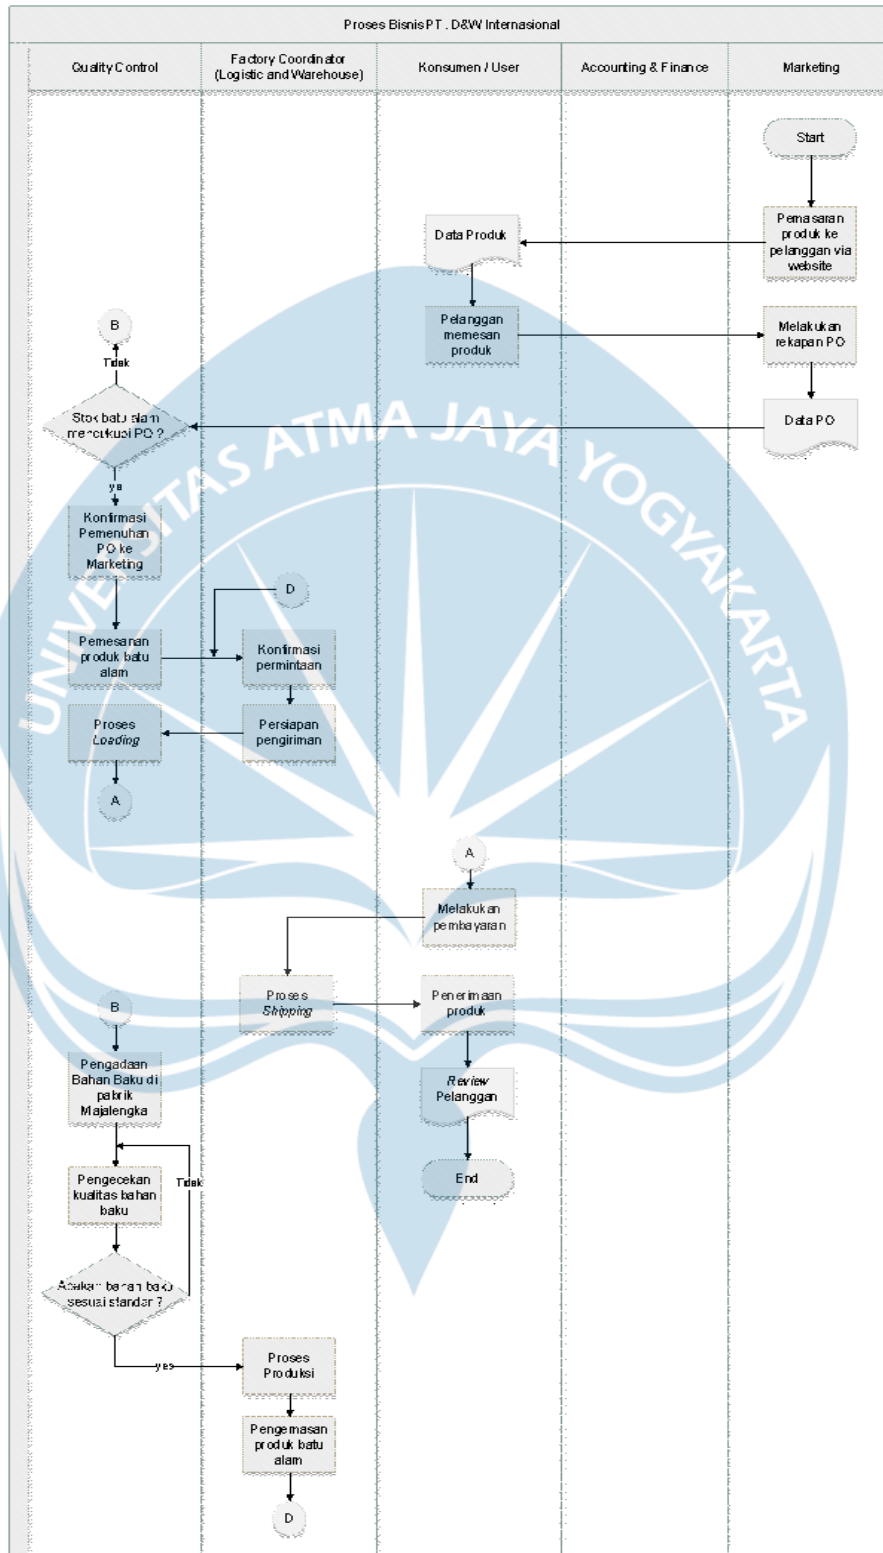 Proses Bisnis PT. D&W Internasional
Quality Control
Factory Coordinator
(Logistic and Warehouse)
Konsumen / User
Accounting & Finance
Marketing
Start
Pemasaran
produk ke
pelanggan via
website
Data Produk
Pelanggan
memesan
produk
Melakukan
rekapan PO
Data PO
B
Tidak
Stok batu alam
mencukupi PO ?
ya
Konfirmasi
Pemenuhan
PO ke
Marketing
D
Pemesanan
produk batu
alam
Konfirmasi
permintaan
Proses
Loading
Persiapan
pengiriman
A
A
Melakukan
pembayaran
Proses
Shipping
Penerimaan
produk
B
Pengadaan
Bahan Baku di
pabrik
Majalengka
Review
Pelanggan
Tidak
Pengecekan
kualitas bahan
baku
End
Apakah bahan baku
sesuai standar ?
yes
Proses
Produksi
Pengemasan
produk batu
alam
D
UNIVERSITAS ATMA JAYA YOGYAKARTA